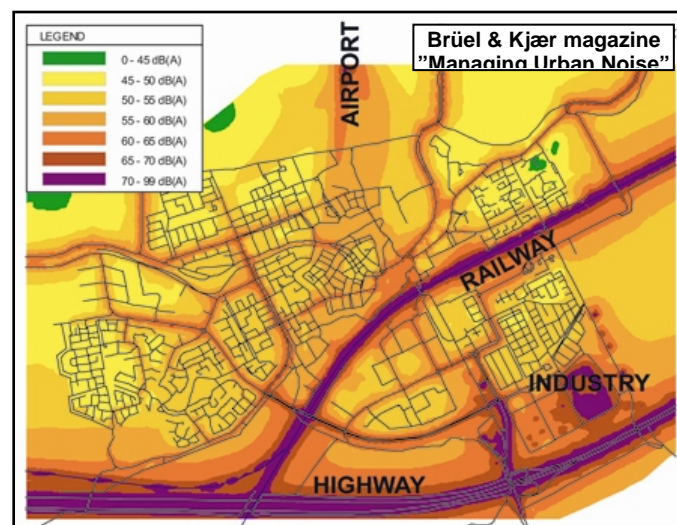 LEGEND
0 - 45 dB(A)
45 - 50 dB(A)
50 - 55 dB(A)
55 - 60 dB(A)
60 - 65 dB(A)
65 - 70 dB(A)
70 - 99 dB(A)
Brüel & Kjær magazine
”Managing Urban Noise”
AIRPORT
RAILWAY
INDUSTRY
HIGHWAY